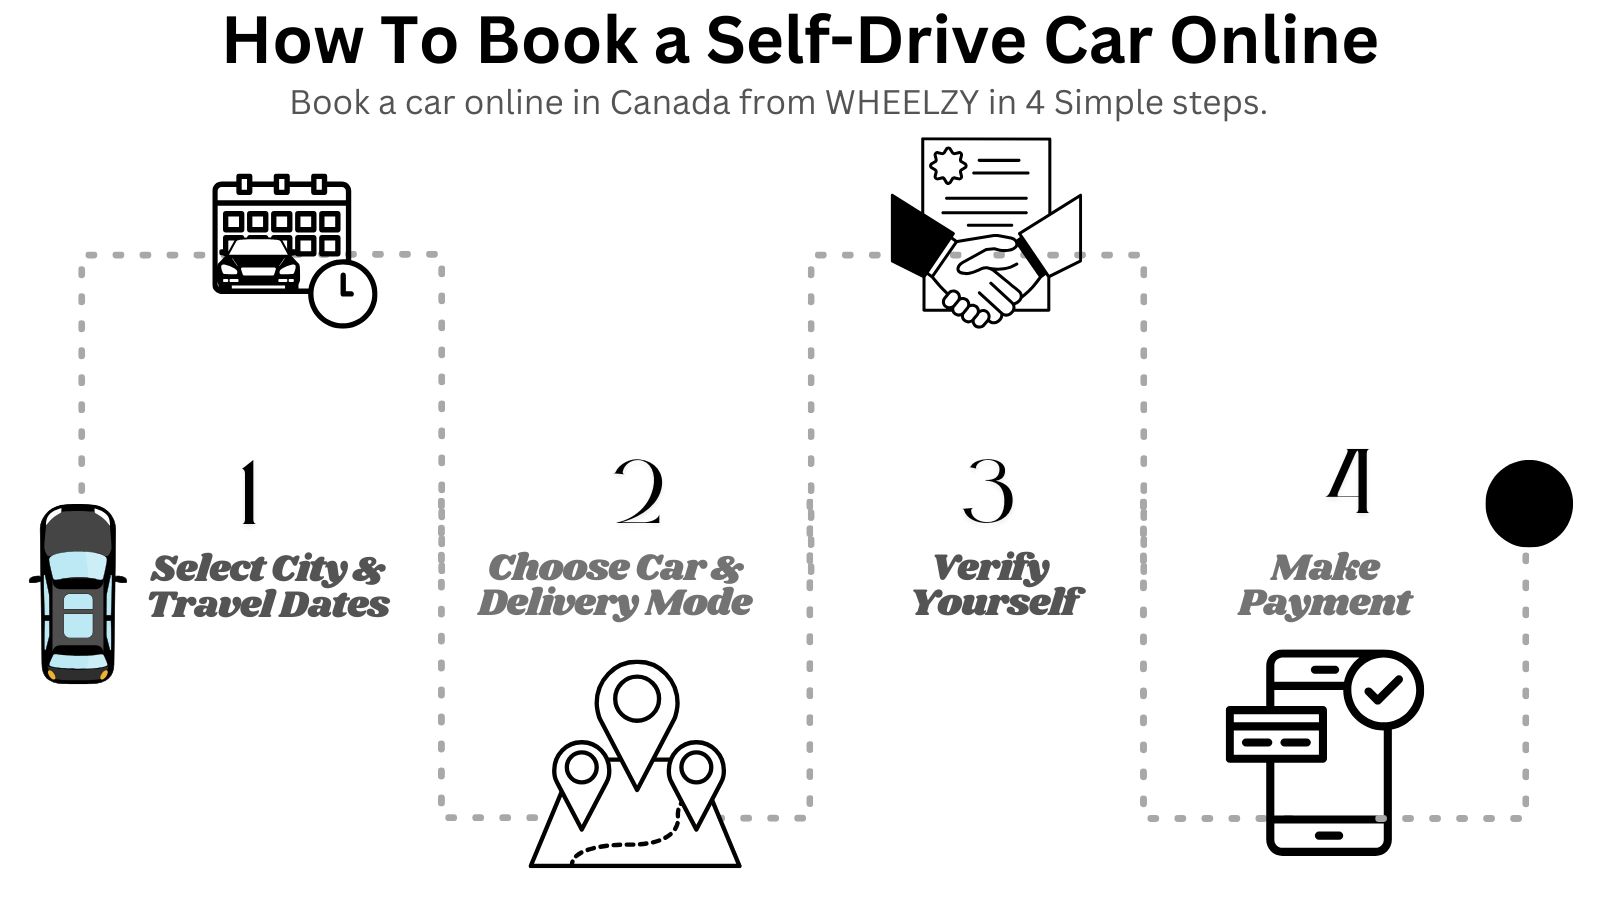 How To Book a Self-Drive Car Online
Book a car online in Canada from WHEELZY in 4 Simple steps.
1
Select City &
Travel Dates
2
Choose Car &
Delivery Mode
3
Verify
Yourself
4
Make
Payment